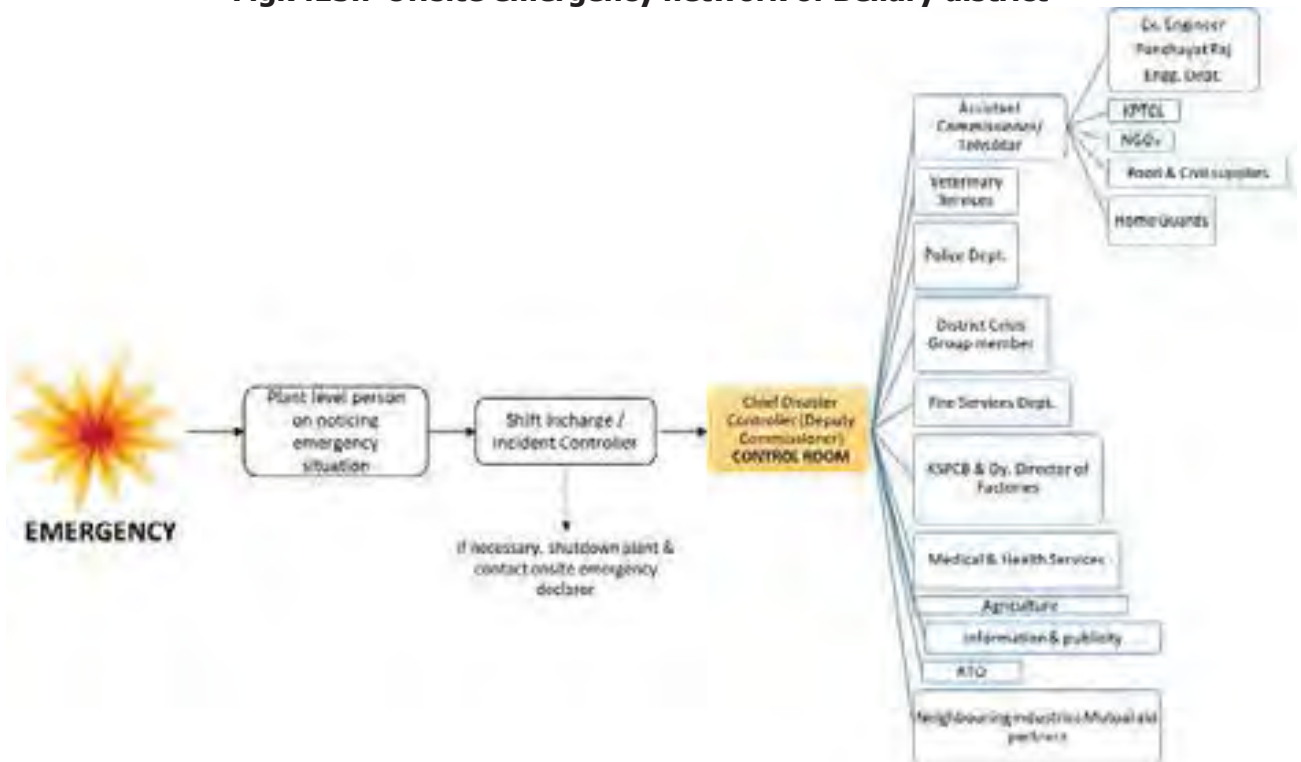 Onsite emergency network of Bellary district
Ex. Engineer
Panchayat Raj
Engg. Dept.
Assistant
Commissioner/
Tehsildar
KPTCL
NGOs
Food & Civil supplies
Home Guards
Veterinary
Services
Police Dept.
District Crisis
Group member
Fire Services Dept.
KSPCB & Dy. Director of
Factories
Medical & Health Services
Agriculture
Information & publicity
RTO
Neighbouring industries Mutual aid
partners
Chief Disaster
Controller (Deputy
Commissioner)
CONTROL ROOM
Shift Incharge /
Incident Controller
If necessary, shutdown plant &
contact onsite emergency
declarer
Plant level person
on noticing
emergency
situation
EMERGENCY